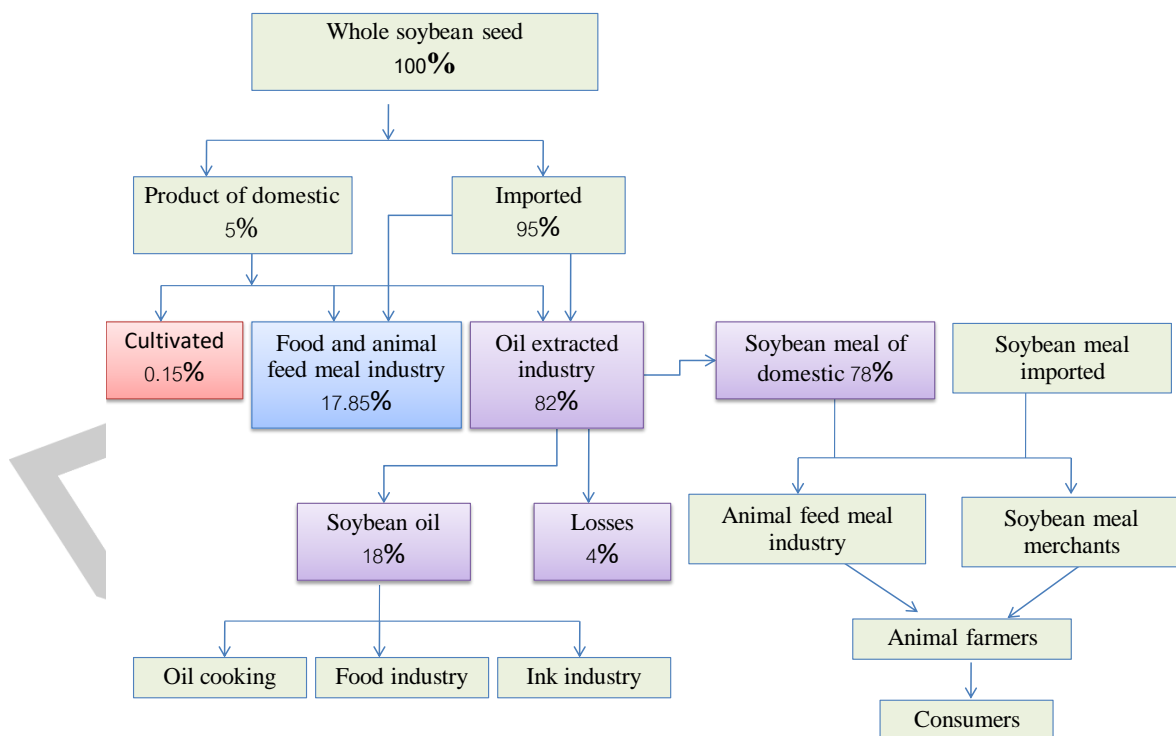 Whole soybean seed
100%
Product of domestic
5%
Imported
95%
Cultivated
0.15%
Food and animal
feed meal industry
17.85%
Oil extracted
industry
82%
Soybean meal of
domestic 78%
Soybean meal
imported
Soybean oil
18%
Losses
4%
Animal feed meal
industry
Soybean meal
merchants
Oil cooking
Food industry
Ink industry
Animal farmers
Consumers